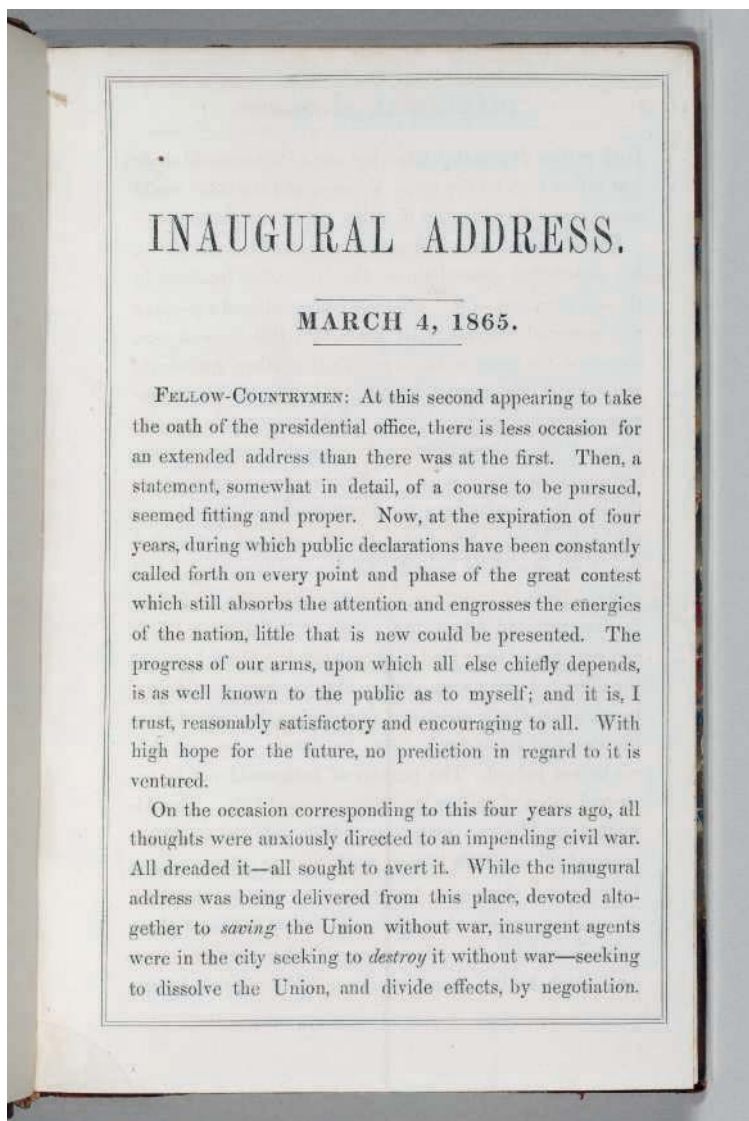 INAUGURAL ADDRESS.
MARCH 4, 1865.
FELLOW-COUNTRYMEN: At this second appearing to take
the oath of the presidential office, there is less occasion for
an extended address than there was at the first. Then, a
statement, somewhat in detail, of a course to be pursued,
seemed fitting and proper. Now, at the expiration of four
years, during which public declarations have been constantly
called forth on every point and phase of the great contest
which still absorbs the attention and engrosses the energies
of the nation, little that is new could be presented. The
progress of our arms, upon which all else chiefly depends,
is as well known to the public as to myself; and it is, I
trust, reasonably satisfactory and encouraging to all. With
high hope for the future, no prediction in regard to it is
ventured.
On the occasion corresponding to this four years ago, all
thoughts were anxiously directed to an impending civil war.
All dreaded it—all sought to avert it. While the inaugural
address was being delivered from this place, devoted alto-
gether to saving the Union without war, insurgent agents
were in the city seeking to destroy it without war—seeking
to dissolve the Union, and divide effects, by negotiation.